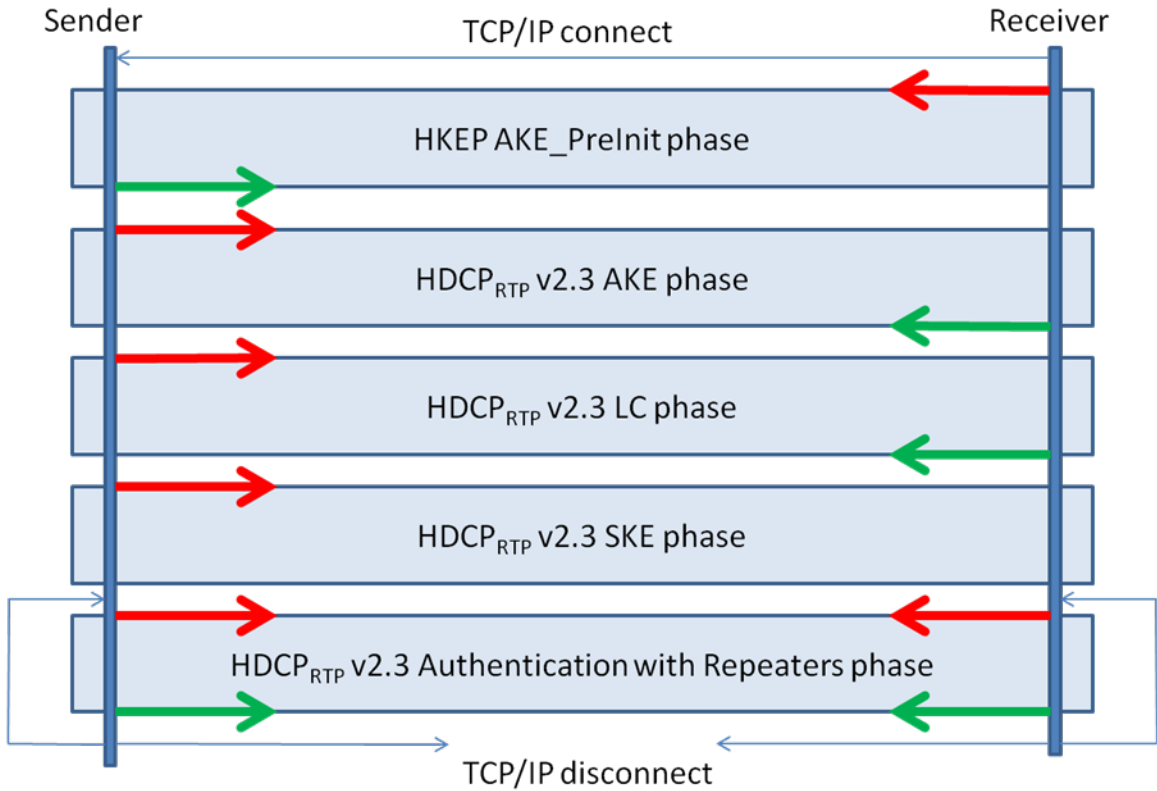 Sender
Receiver
TCP/IP connect
HKEP AKE_PreInit phase
HDCPRTP v2.3 AKE phase
HDCPRTP v2.3 LC phase
HDCPRTP v2.3 SKE phase
HDCPRTP v2.3 Authentication with Repeaters phase
TCP/IP disconnect